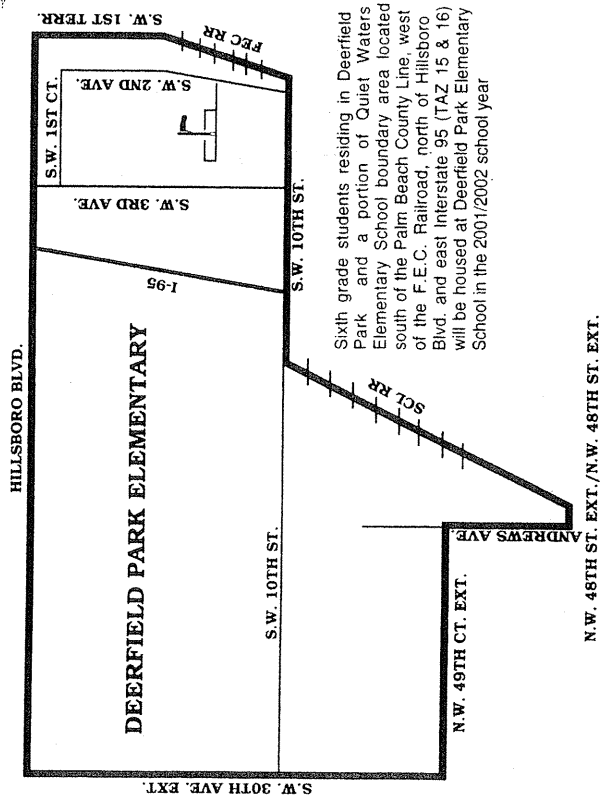 HILLSBORO BLVD.
DEERFIELD PARK ELEMENTARY
S.W. 30TH AVE. EXT.
S.W. 10TH ST.
N.W. 49TH CT. EXT.
ANDREWS AVE.
N.W. 48TH ST. EXT./N.W. 48TH ST. EXT.
SCL RR
I-95
S.W. 10TH ST.
S.W. 3RD AVE.
S.W. 1ST CT.
S.W. 2ND AVE.
S.W. 1ST TERR.
FEC RR
Sixth grade students residing in Deerfield
Park and a portion of Quiet Waters
Elementary School boundary area located
south of the Palm Beach County Line, west
of the F.E.C. Railroad, north of Hillsboro
Blvd. and east Interstate 95 (TAZ 15 & 16)
will be housed at Deerfield Park Elementary
School in the 2001/2002 school year